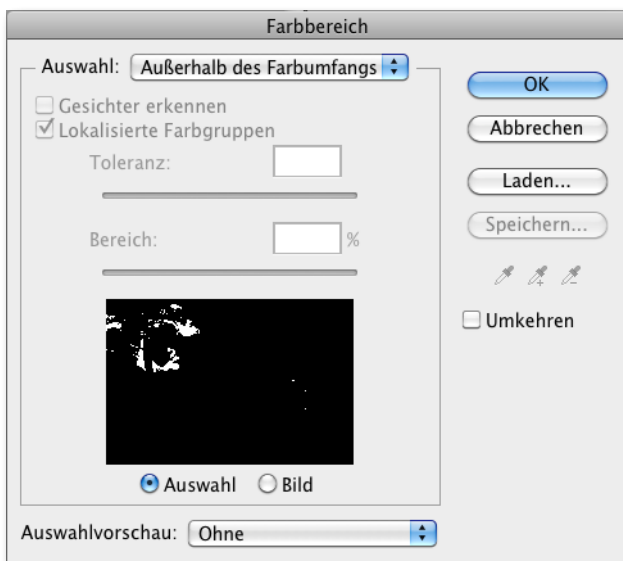 Farbbereich
Auswahl: Außerhalb des Farbumfangs
OK
Gesichter erkennen
Lokalisierte Farbgruppen
Abbrechen
Toleranz:
Laden...
Speichern...
Bereich: %
Umkehren
Auswahl Bild
Auswahlvorschau: Ohne